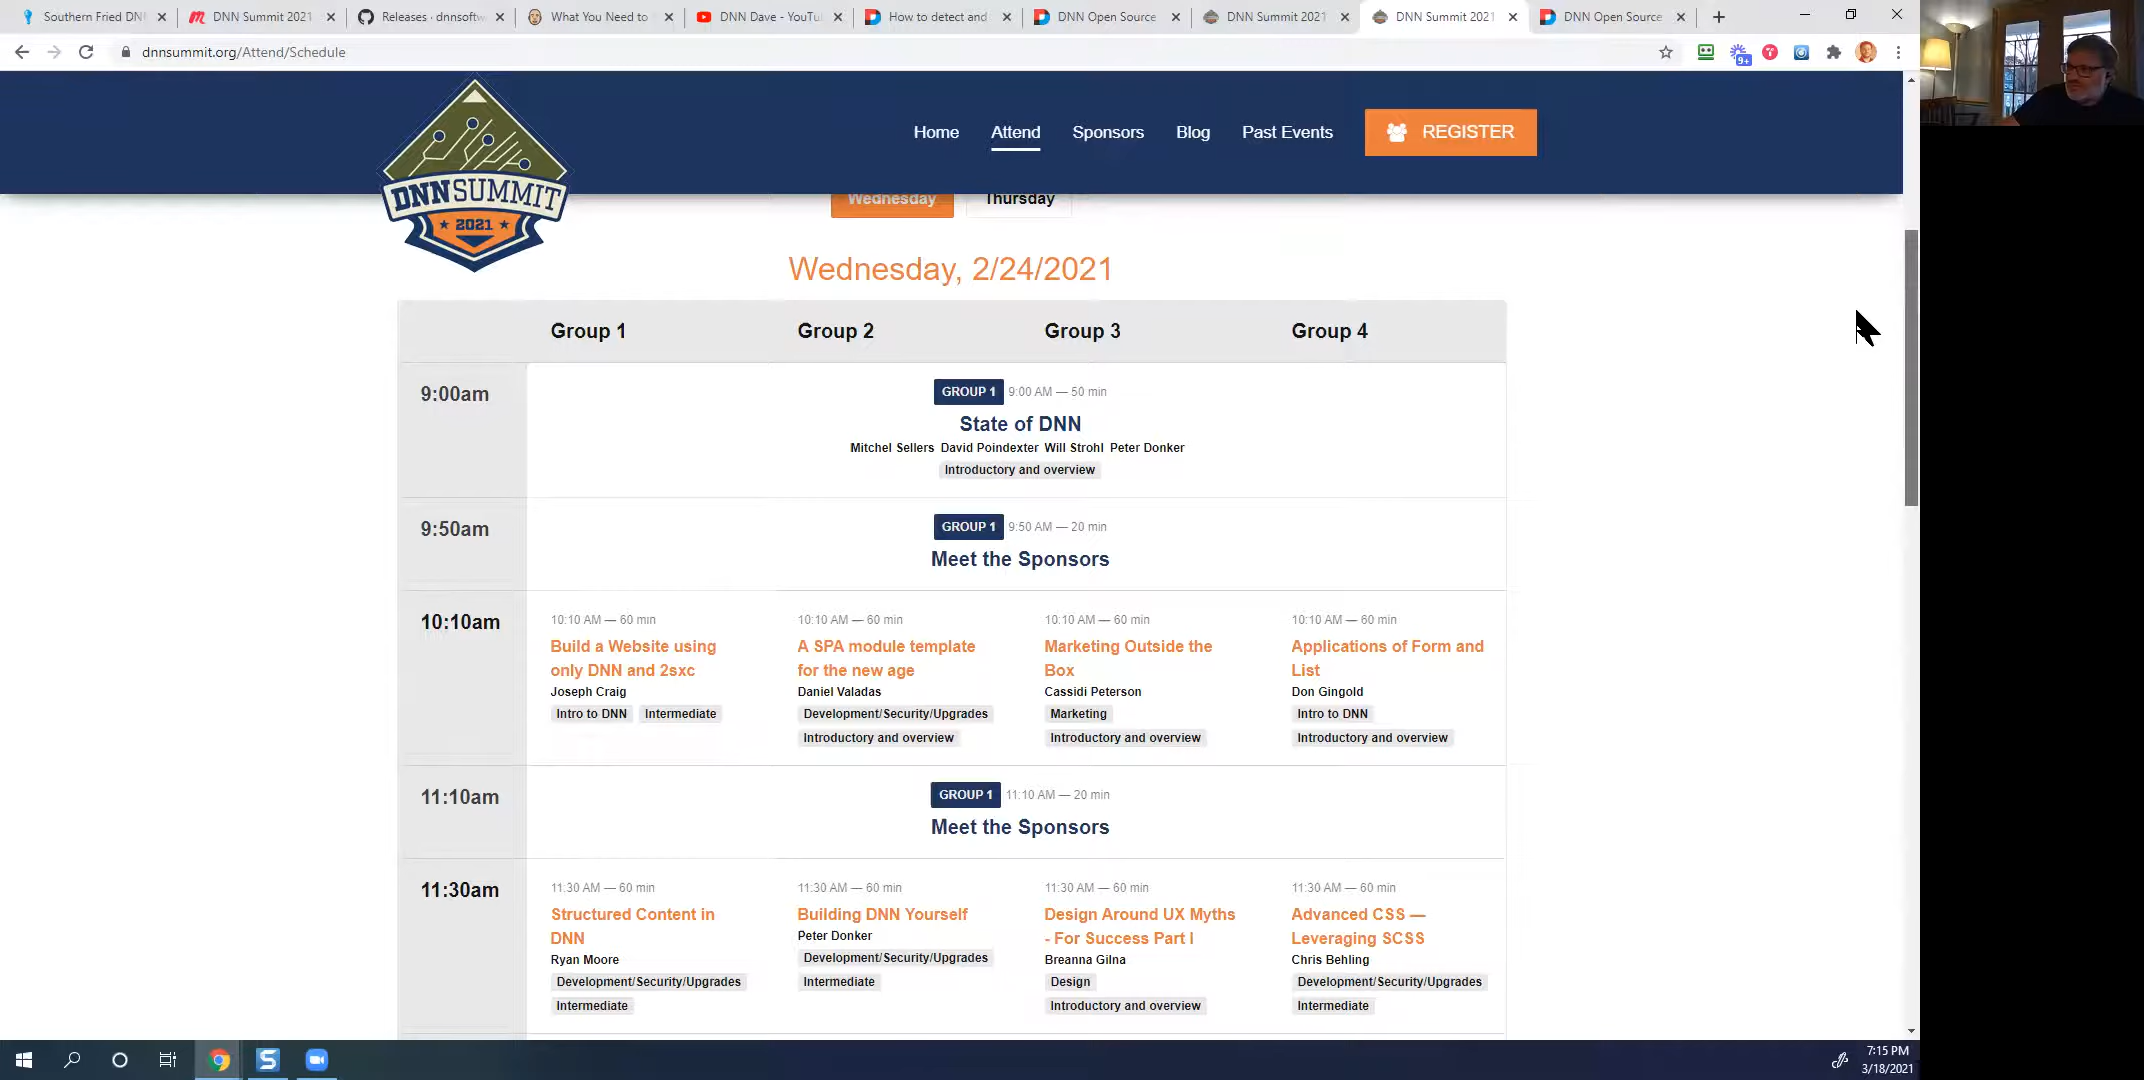 Southern Fried DN
DNN Summit 2021
Releases · dnnsoftw
What You Need to
DNN Dave - YouTu
How to detect and
DNN Open Source
DNN Summit 2021
DNN Summit 2021
DNN Open Source
dnnsummit.org/Attend/Schedule
9+
Home
Attend
Sponsors
Blog
Past Events
REGISTER
DNNSUMMIT
★ 2021 ★
Wednesday
Thursday
Wednesday, 2/24/2021
Group 1
Group 2
Group 3
Group 4
9:00am
GROUP 1 9:00 AM — 50 min
State of DNN
Mitchel Sellers David Poindexter Will Strohl Peter Donker
Introductory and overview
9:50am
GROUP 1 9:50 AM — 20 min
Meet the Sponsors
10:10am
10:10 AM — 60 min
Build a Website using
only DNN and 2sxc
Joseph Craig
Intro to DNN Intermediate
10:10 AM — 60 min
A SPA module template
for the new age
Daniel Valadas
Development/Security/Upgrades
Introductory and overview
10:10 AM — 60 min
Marketing Outside the
Box
Cassidi Peterson
Marketing
Introductory and overview
10:10 AM — 60 min
Applications of Form and
List
Don Gingold
Intro to DNN
Introductory and overview
11:10am
GROUP 1 11:10 AM — 20 min
Meet the Sponsors
11:30am
11:30 AM — 60 min
Structured Content in
DNN
Ryan Moore
Development/Security/Upgrades
Intermediate
11:30 AM — 60 min
Building DNN Yourself
Peter Donker
Development/Security/Upgrades
Intermediate
11:30 AM — 60 min
Design Around UX Myths
- For Success Part I
Breanna Gilna
Design
Introductory and overview
11:30 AM — 60 min
Advanced CSS —
Leveraging SCSS
Chris Behling
Development/Security/Upgrades
Intermediate
7:15 PM
3/18/2021